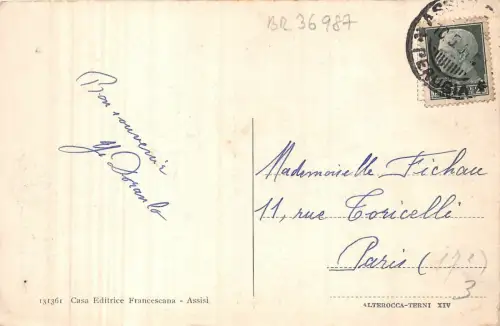 BR 36987
ASSISI
PERUGIA
Bon souvenir
Mademoiselle Fichau
11, rue Toricelli
Paris (17e)
3
131361 Casa Editrice Francescana - Assisi
ALTEROCCA-TERNI XIV